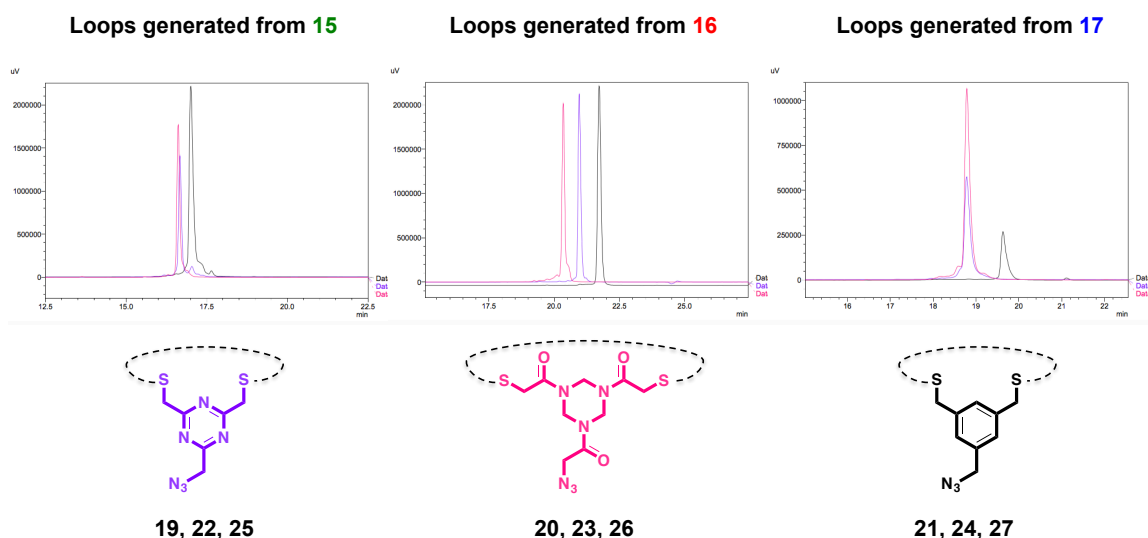 Loops generated from 15
Loops generated from 16
Loops generated from 17
uV
2000000
1500000
1000000
500000
0
12.5
15.0
17.5
20.0
22.5
min
Dat
Dat
Dat
uV
2000000
1500000
1000000
500000
0
17.5
20.0
22.5
25.0
min
Dat
Dat
Dat
uV
1000000
750000
500000
250000
0
16
17
18
19
20
21
22
min
Dat
Dat
Dat
S
S
N
N
N
N3
S
O
O
S
N
N
N
O
N3
S
S
N3
19, 22, 25
20, 23, 26
21, 24, 27